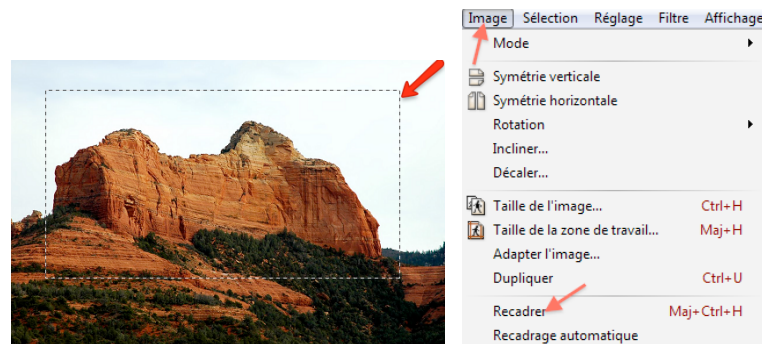 Image Sélection Réglage Filtre Affichage
Mode
Symétrie verticale
Symétrie horizontale
Rotation
Incliner...
Décaler...
Taille de l'image... Ctrl+H
Taille de la zone de travail... Maj+H
Adapter l'image...
Dupliquer Ctrl+U
Recadrer Maj+Ctrl+H
Recadrage automatique